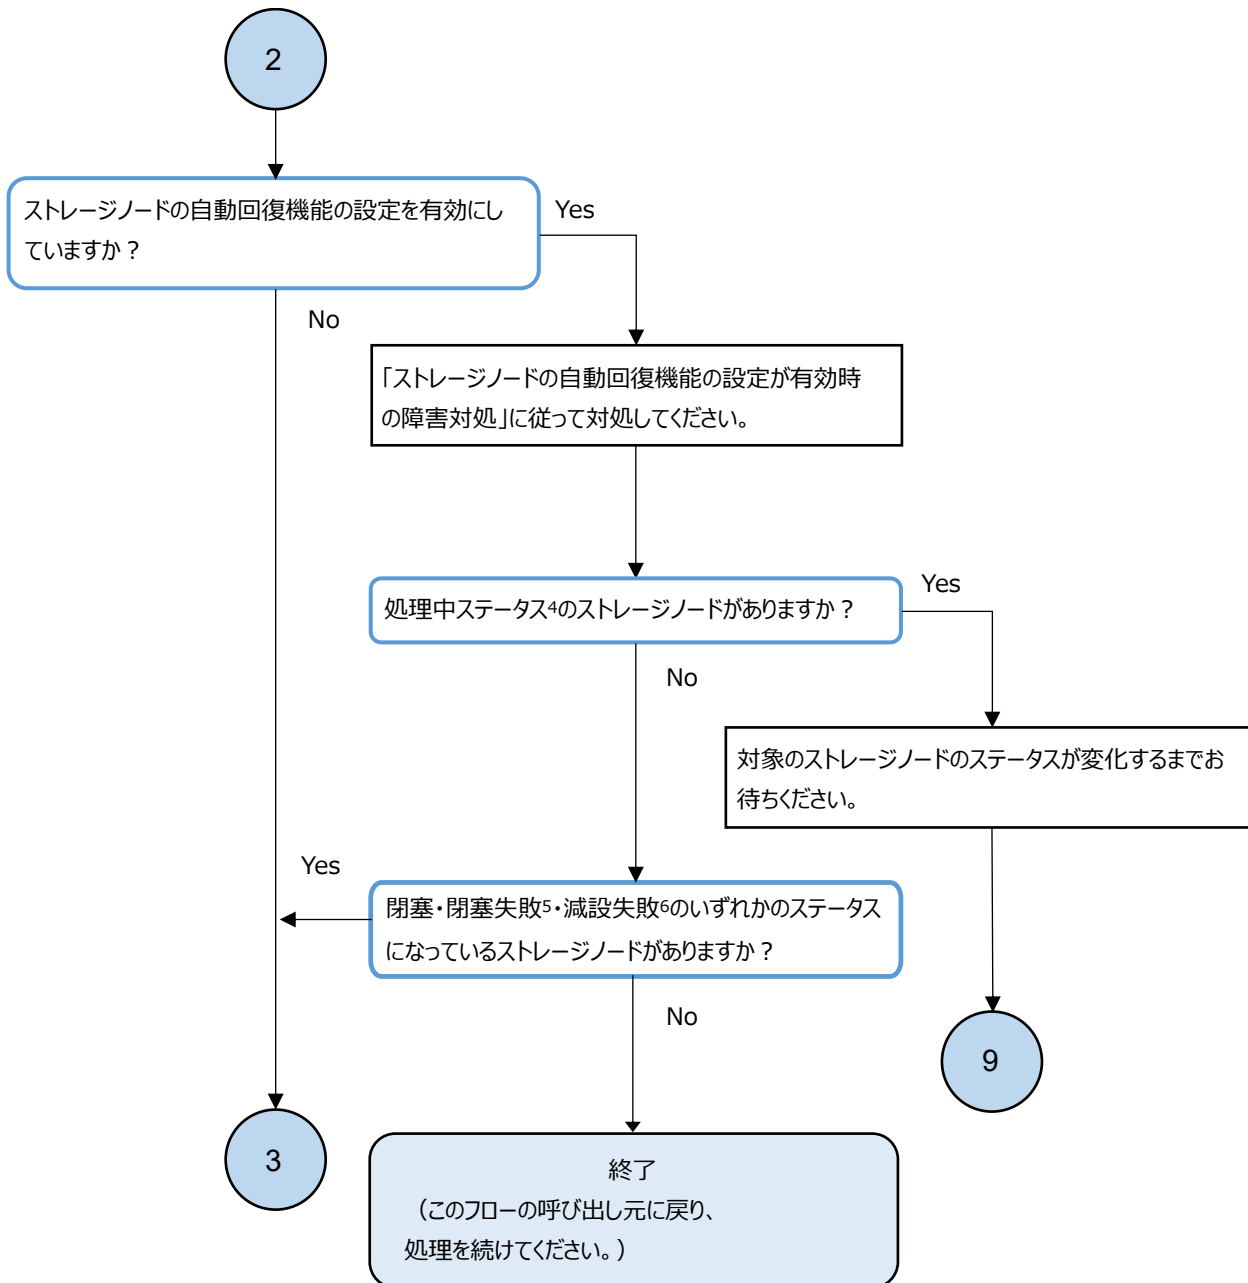 2
ストレージノードの自動回復機能の設定を有効にし
ていますか？
Yes
No
「ストレージノードの自動回復機能の設定が有効時
の障害対処」に従って対処してください。
処理中ステータス4のストレージノードがありますか？
Yes
No
対象のストレージノードのステータスが変化するまでお
待ちください。
Yes
閉塞・閉塞失敗5・減設失敗6のいずれかのステータス
になっているストレージノードがありますか？
No
9
3
終了
（このフローの呼び出し元に戻り、
処理を続けてください。）